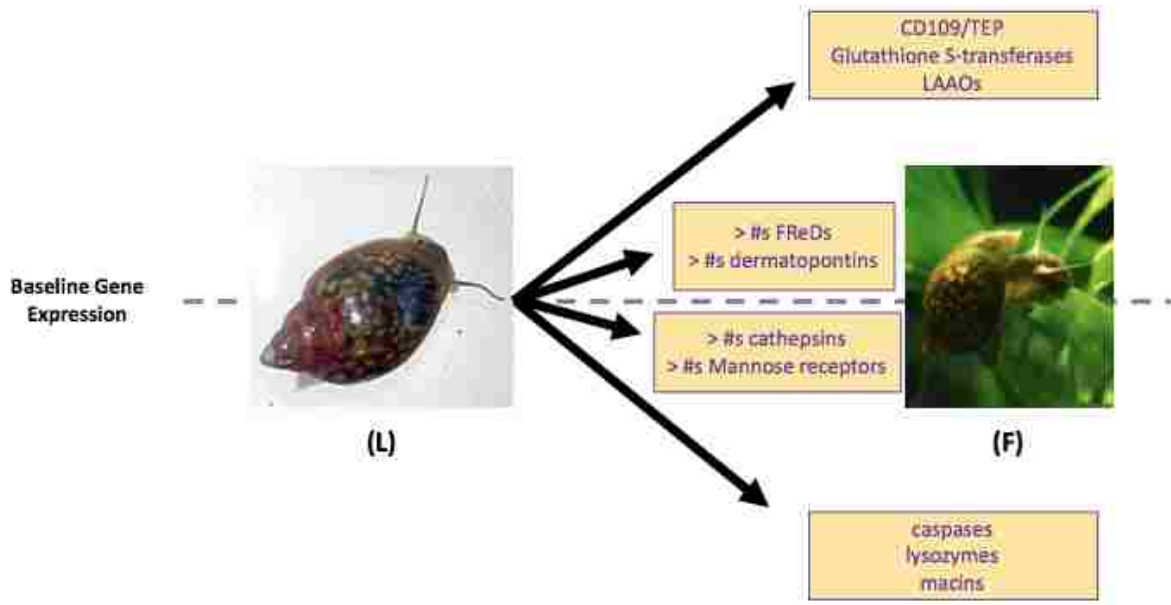 CD109/TEP
Glutathione S-transferases
LAAOs
> #s FReDs
> #s dermatopontins
Baseline Gene
Expression
> #s cathepsins
> #s Mannose receptors
(L)
(F)
caspases
lysozymes
macins